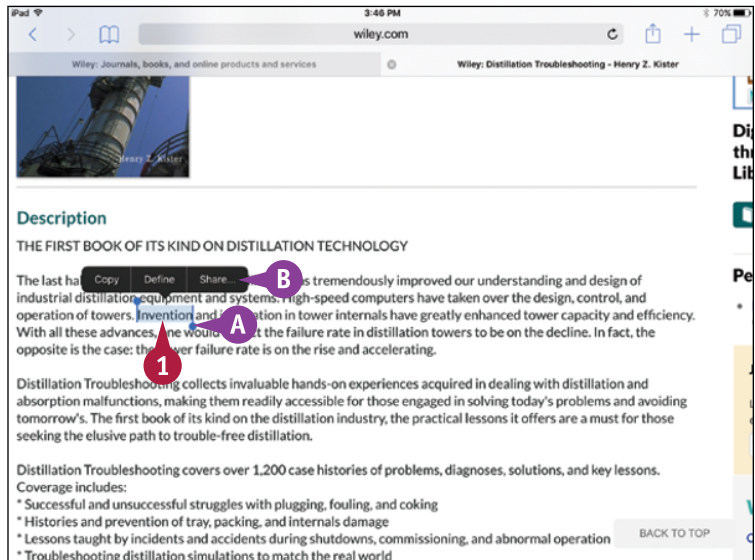 iPad 3:46 PM 70%
wiley.com
Wiley: Journals, books, and online products and services Wiley: Distillation Troubleshooting - Henry Z. Kister
Henry Z. Kister
Di
thr
Lib
Description
THE FIRST BOOK OF ITS KIND ON DISTILLATION TECHNOLOGY
Copy Define Share... B
The last ha s tremendously improved our understanding and design of
Pe
industrial distillation equipment and systems. High-speed computers have taken over the design, control, and
operation of towers. Invention and in tower internals have greatly enhanced tower capacity and efficiency.
A
With all these advances, one would the failure rate in distillation towers to be on the decline. In fact, the
opposite is the case: the failure rate is on the rise and accelerating.
1
Distillation Troubleshooting collects invaluable hands-on experiences acquired in dealing with distillation and
absorption malfunctions, making them readily accessible for those engaged in solving today's problems and avoiding
tomorrow's. The first book of its kind on the distillation industry, the practical lessons it offers are a must for those
seeking the elusive path to trouble-free distillation.
Distillation Troubleshooting covers over 1,200 case histories of problems, diagnoses, solutions, and key lessons.
Coverage includes:
* Successful and unsuccessful struggles with plugging, fouling, and coking
* Histories and prevention of tray, packing, and internals damage
* Lessons taught by incidents and accidents during shutdowns, commissioning, and abnormal operation
BACK TO TOP
* Troubleshooting distillation simulations to match the real world